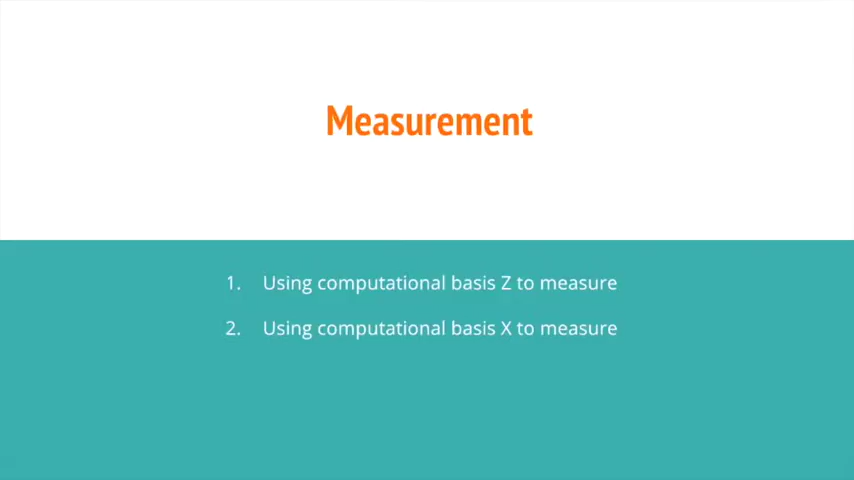 Measurement
1. Using computational basis Z to measure
2. Using computational basis X to measure